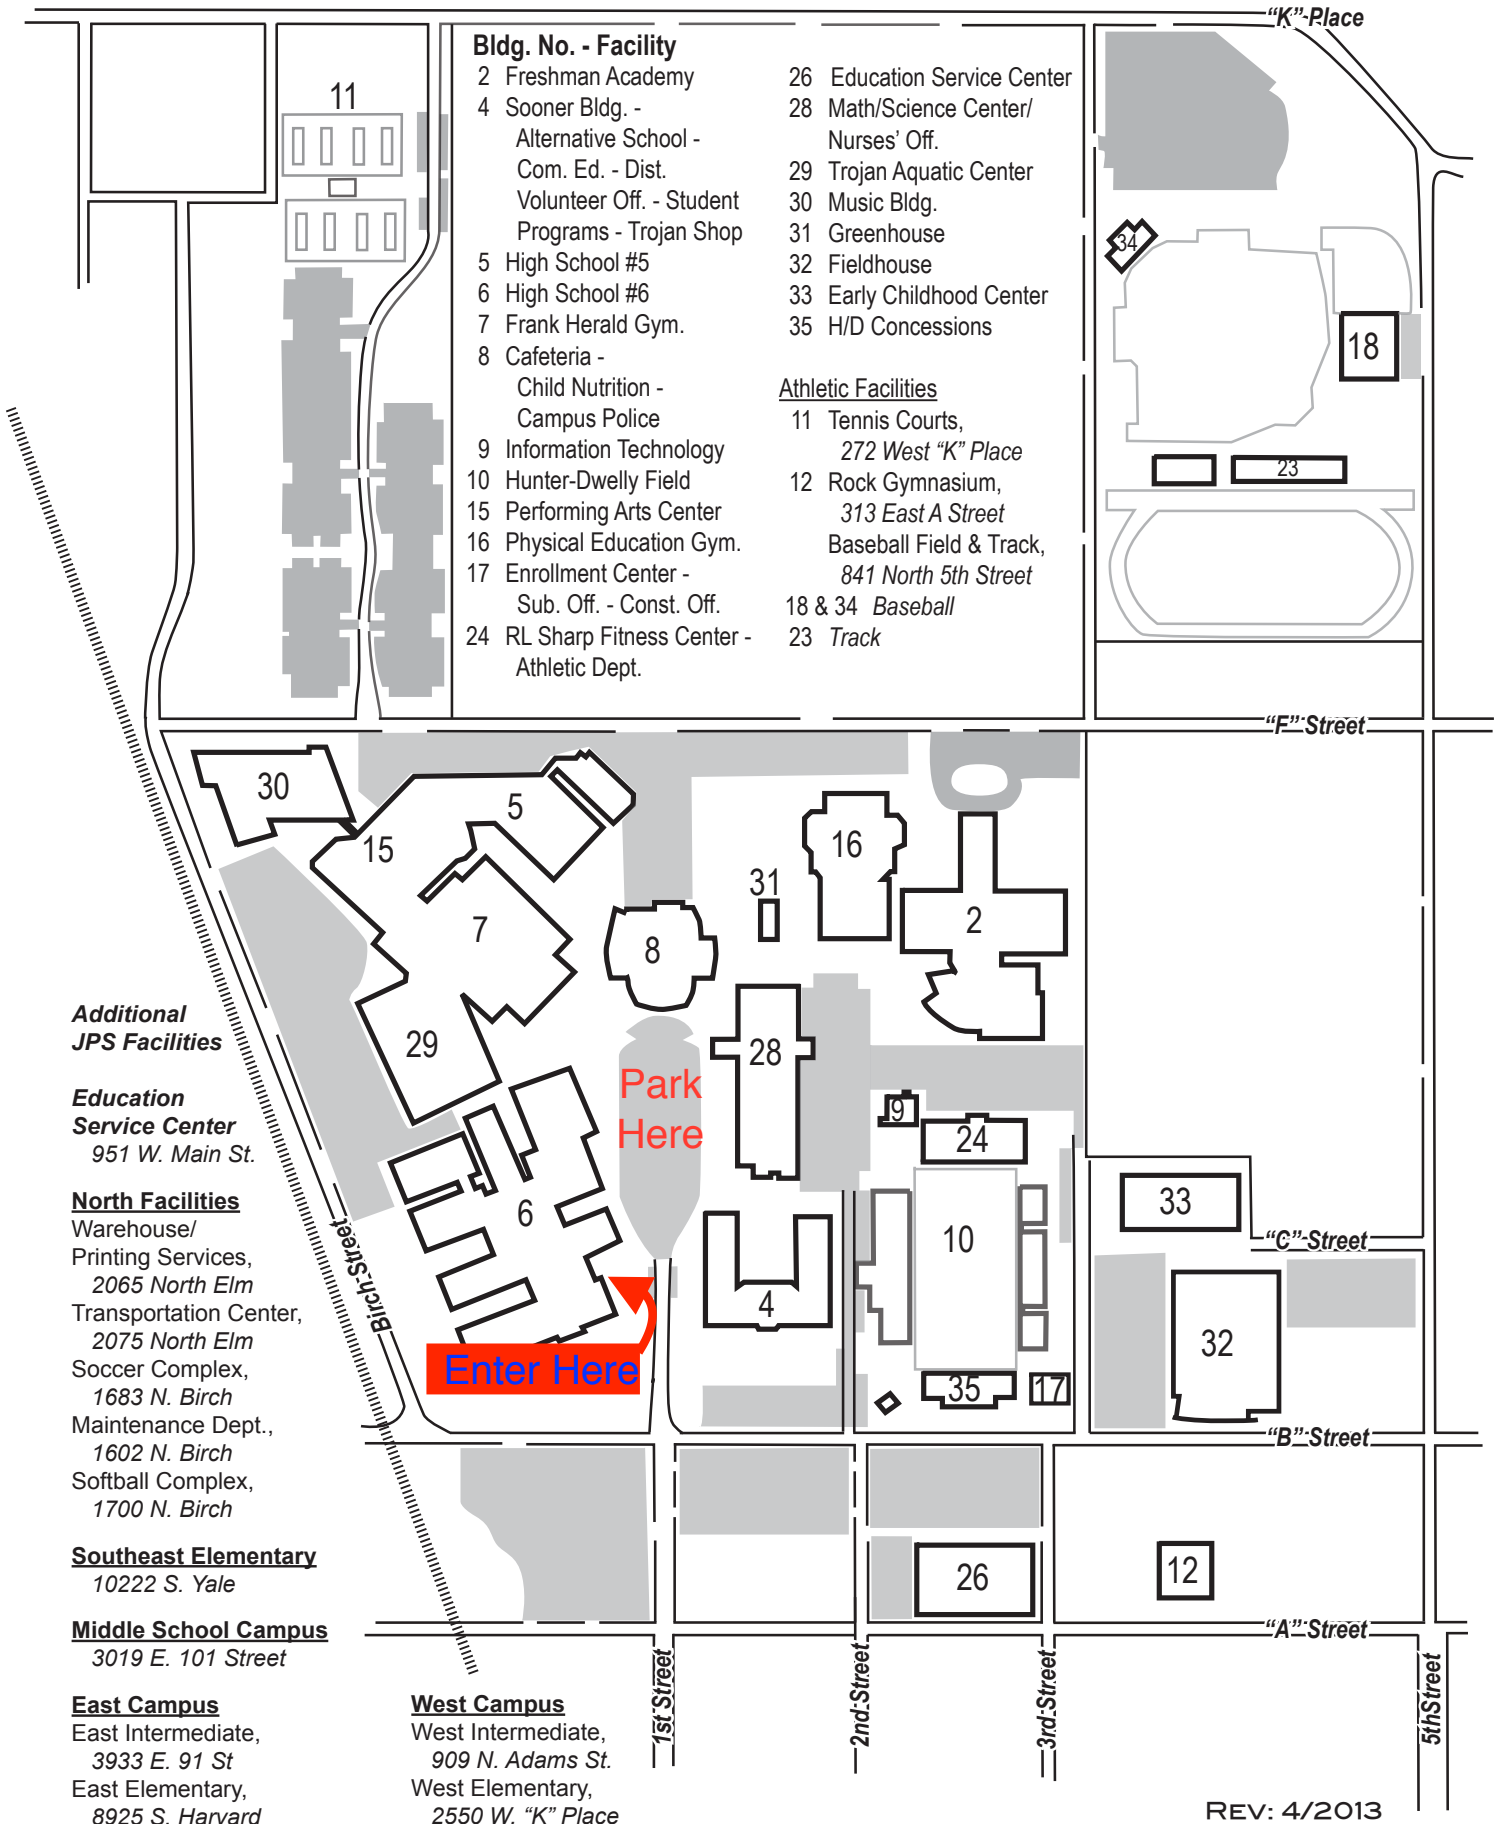 “K” Place
Bldg. No. - Facility
2 Freshman Academy
4 Sooner Bldg. -
Alternative School -
Com. Ed. - Dist.
Volunteer Off. - Student
Programs - Trojan Shop
5 High School #5
6 High School #6
7 Frank Herald Gym.
8 Cafeteria -
Child Nutrition -
Campus Police
9 Information Technology
10 Hunter-Dwelly Field
15 Performing Arts Center
16 Physical Education Gym.
17 Enrollment Center -
Sub. Off. - Const. Off.
24 RL Sharp Fitness Center -
Athletic Dept.
26 Education Service Center
28 Math/Science Center/
Nurses’ Off.
29 Trojan Aquatic Center
30 Music Bldg.
31 Greenhouse
32 Fieldhouse
33 Early Childhood Center
35 H/D Concessions
Athletic Facilities
11 Tennis Courts,
272 West “K” Place
12 Rock Gymnasium,
313 East A Street
Baseball Field & Track,
841 North 5th Street
18 & 34 Baseball
23 Track
11
34
18
23
“F” Street
30
15
5
16
31
2
7
8
29
28
Park
Here
9
24
6
10
33
“C” Street
4
32
Birch Street
Enter Here
35
17
“B” Street
26
12
“A” Street
1st Street
2nd Street
3rd Street
5th Street
Additional
JPS Facilities
Education
Service Center
951 W. Main St.
North Facilities
Warehouse/
Printing Services,
2065 North Elm
Transportation Center,
2075 North Elm
Soccer Complex,
1683 N. Birch
Maintenance Dept.,
1602 N. Birch
Softball Complex,
1700 N. Birch
Southeast Elementary
10222 S. Yale
Middle School Campus
3019 E. 101 Street
East Campus
East Intermediate,
3933 E. 91 St
East Elementary,
8925 S. Harvard
West Campus
West Intermediate,
909 N. Adams St.
West Elementary,
2550 W. “K” Place
REV: 4/2013